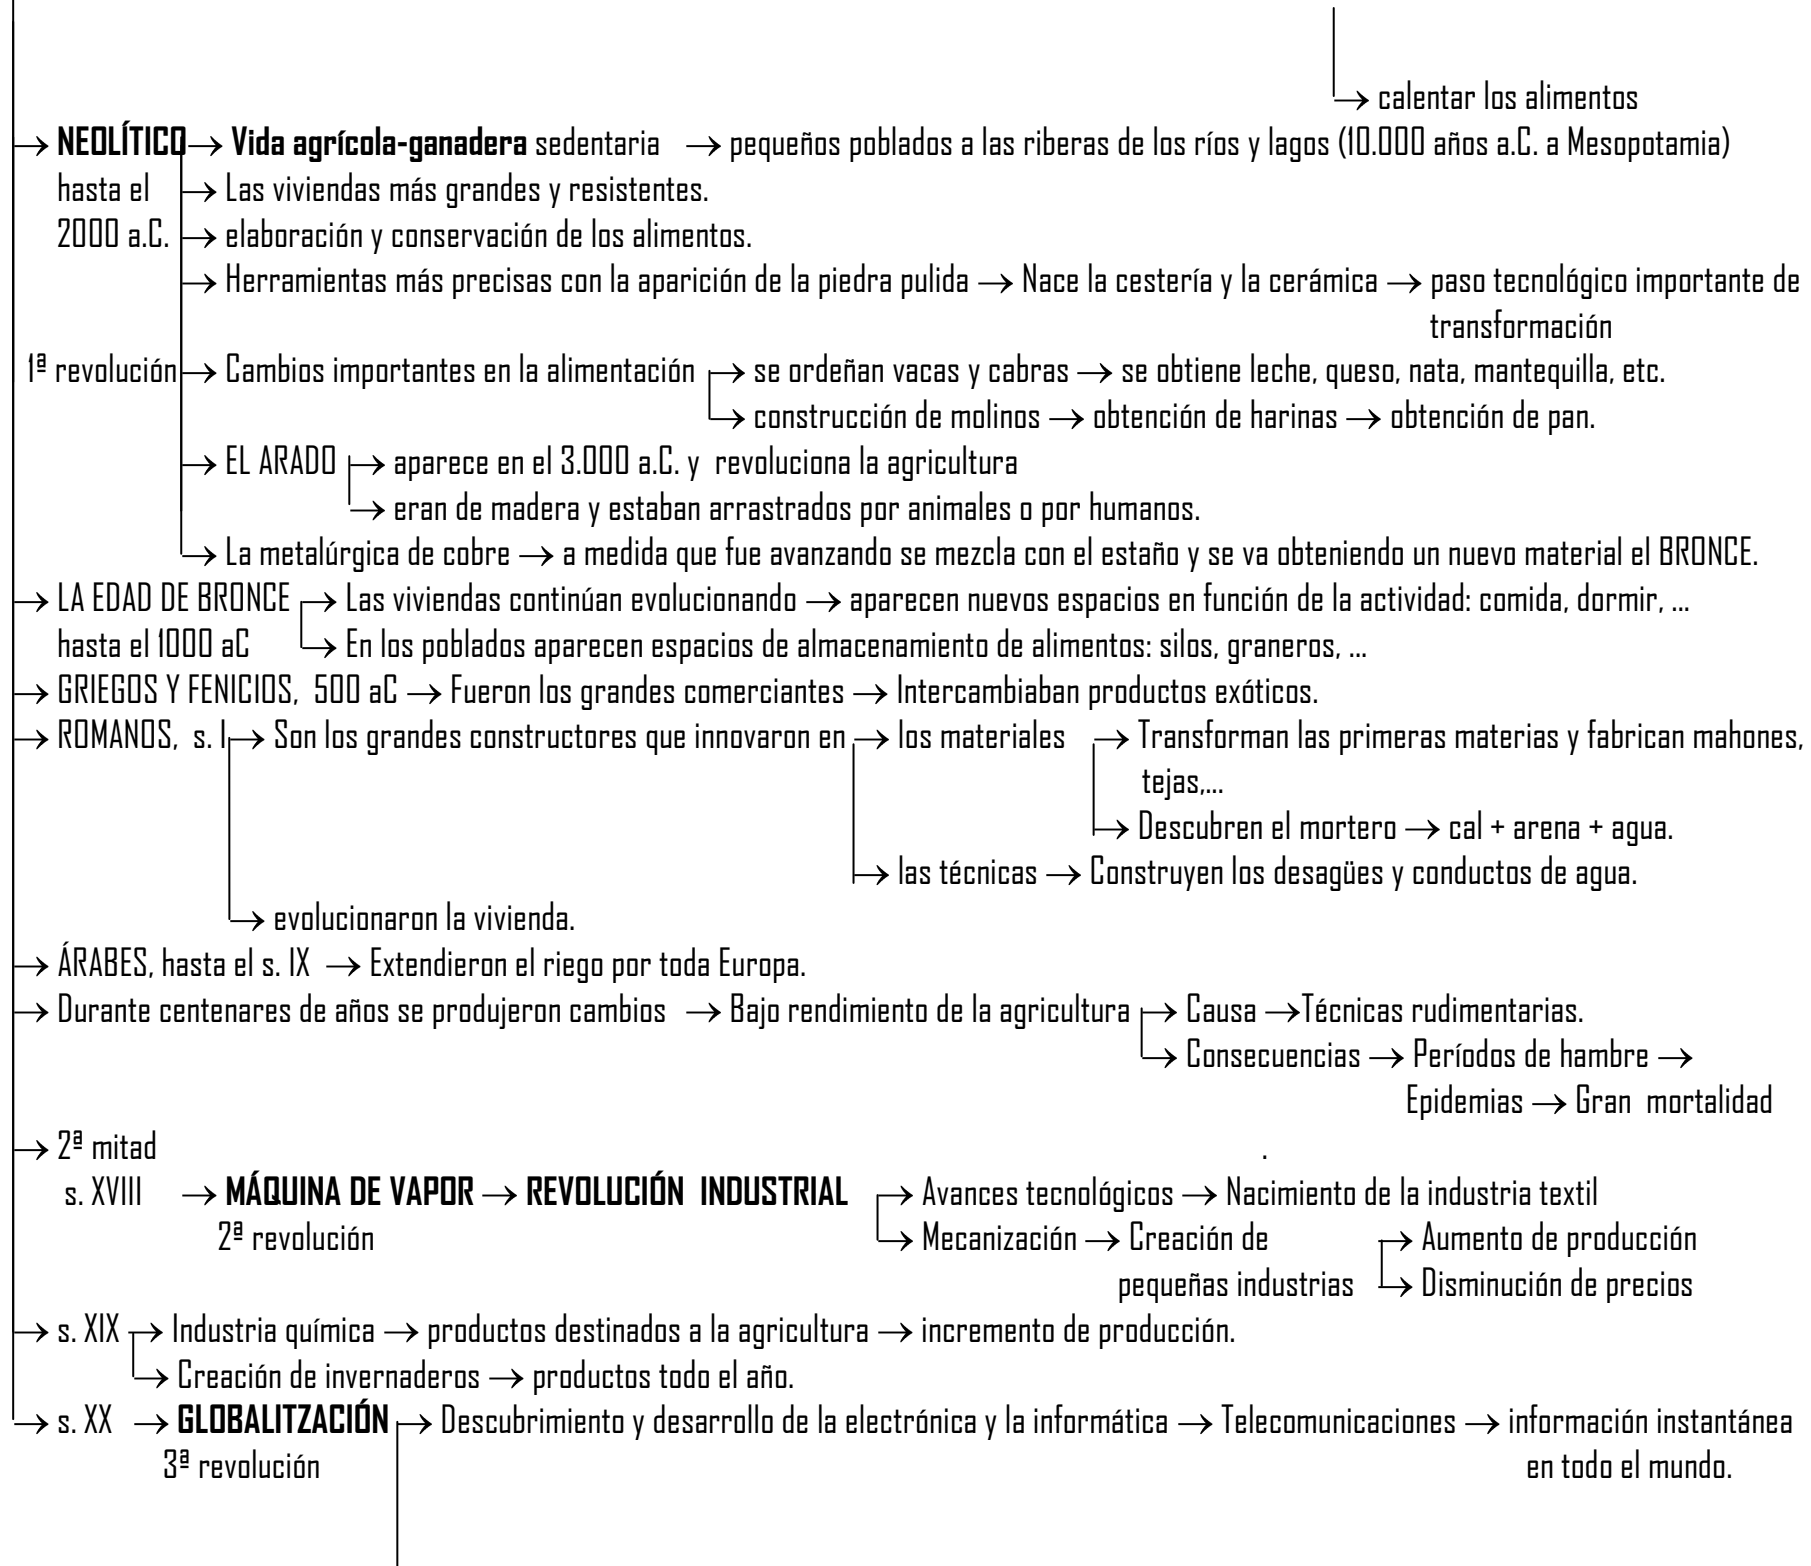 → calentar los alimentos
→ NEOLÍTICO → Vida agrícola-ganadera sedentaria → pequeños poblados a las riberas de los ríos y lagos (10.000 años a.C. a Mesopotamia)
hasta el → Las viviendas más grandes y resistentes.
2000 a.C. → elaboración y conservación de los alimentos.
→ Herramientas más precisas con la aparición de la piedra pulida → Nace la cestería y la cerámica → paso tecnológico importante de
transformación
1ª revolución → Cambios importantes en la alimentación → se ordeñan vacas y cabras → se obtiene leche, queso, nata, mantequilla, etc.
→ construcción de molinos → obtención de harinas → obtención de pan.
→ EL ARADO → aparece en el 3.000 a.C. y revoluciona la agricultura
→ eran de madera y estaban arrastrados por animales o por humanos.
→ La metalúrgica de cobre → a medida que fue avanzando se mezcla con el estaño y se va obteniendo un nuevo material el BRONCE.
→ LA EDAD DE BRONCE → Las viviendas continúan evolucionando → aparecen nuevos espacios en función de la actividad: comida, dormir, ...
hasta el 1000 aC → En los poblados aparecen espacios de almacenamiento de alimentos: silos, graneros, ...
→ GRIEGOS Y FENICIOS, 500 aC → Fueron los grandes comerciantes → Intercambiaban productos exóticos.
→ ROMANOS, s. I → Son los grandes constructores que innovaron en → los materiales → Transforman las primeras materias y fabrican mahones,
tejas,...
→ Descubren el mortero → cal + arena + agua.
→ las técnicas → Construyen los desagües y conductos de agua.
→ evolucionaron la vivienda.
→ ÁRABES, hasta el s. IX → Extendieron el riego por toda Europa.
→ Durante centenares de años se produjeron cambios → Bajo rendimiento de la agricultura → Causa →Técnicas rudimentarias.
→ Consecuencias → Períodos de hambre →
Epidemias → Gran mortalidad
→ 2ª mitad .
s. XVIII → MÁQUINA DE VAPOR → REVOLUCIÓN INDUSTRIAL → Avances tecnológicos → Nacimiento de la industria textil
2ª revolución → Mecanización → Creación de → Aumento de producción
pequeñas industrias → Disminución de precios
→ s. XIX → Industria química → productos destinados a la agricultura → incremento de producción.
→ Creación de invernaderos → productos todo el año.
→ s. XX → GLOBALITZACIÓN → Descubrimiento y desarrollo de la electrónica y la informática → Telecomunicaciones → información instantánea
3ª revolución en todo el mundo.